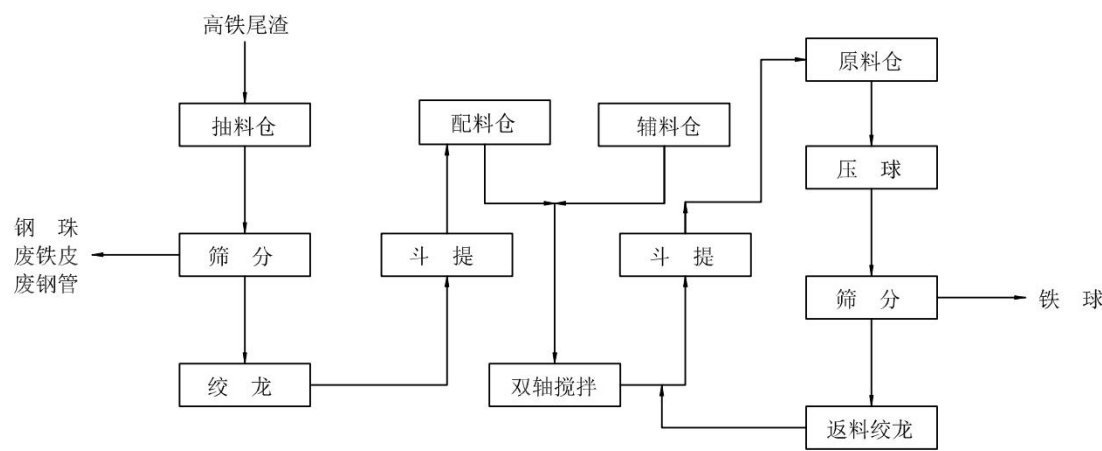 高铁尾渣
抽料仓
钢 珠
废铁皮
废钢管
筛 分
绞 龙
配料仓
辅料仓
斗 提
斗 提
双轴搅拌
原料仓
压 球
筛 分
铁 球
返料绞龙